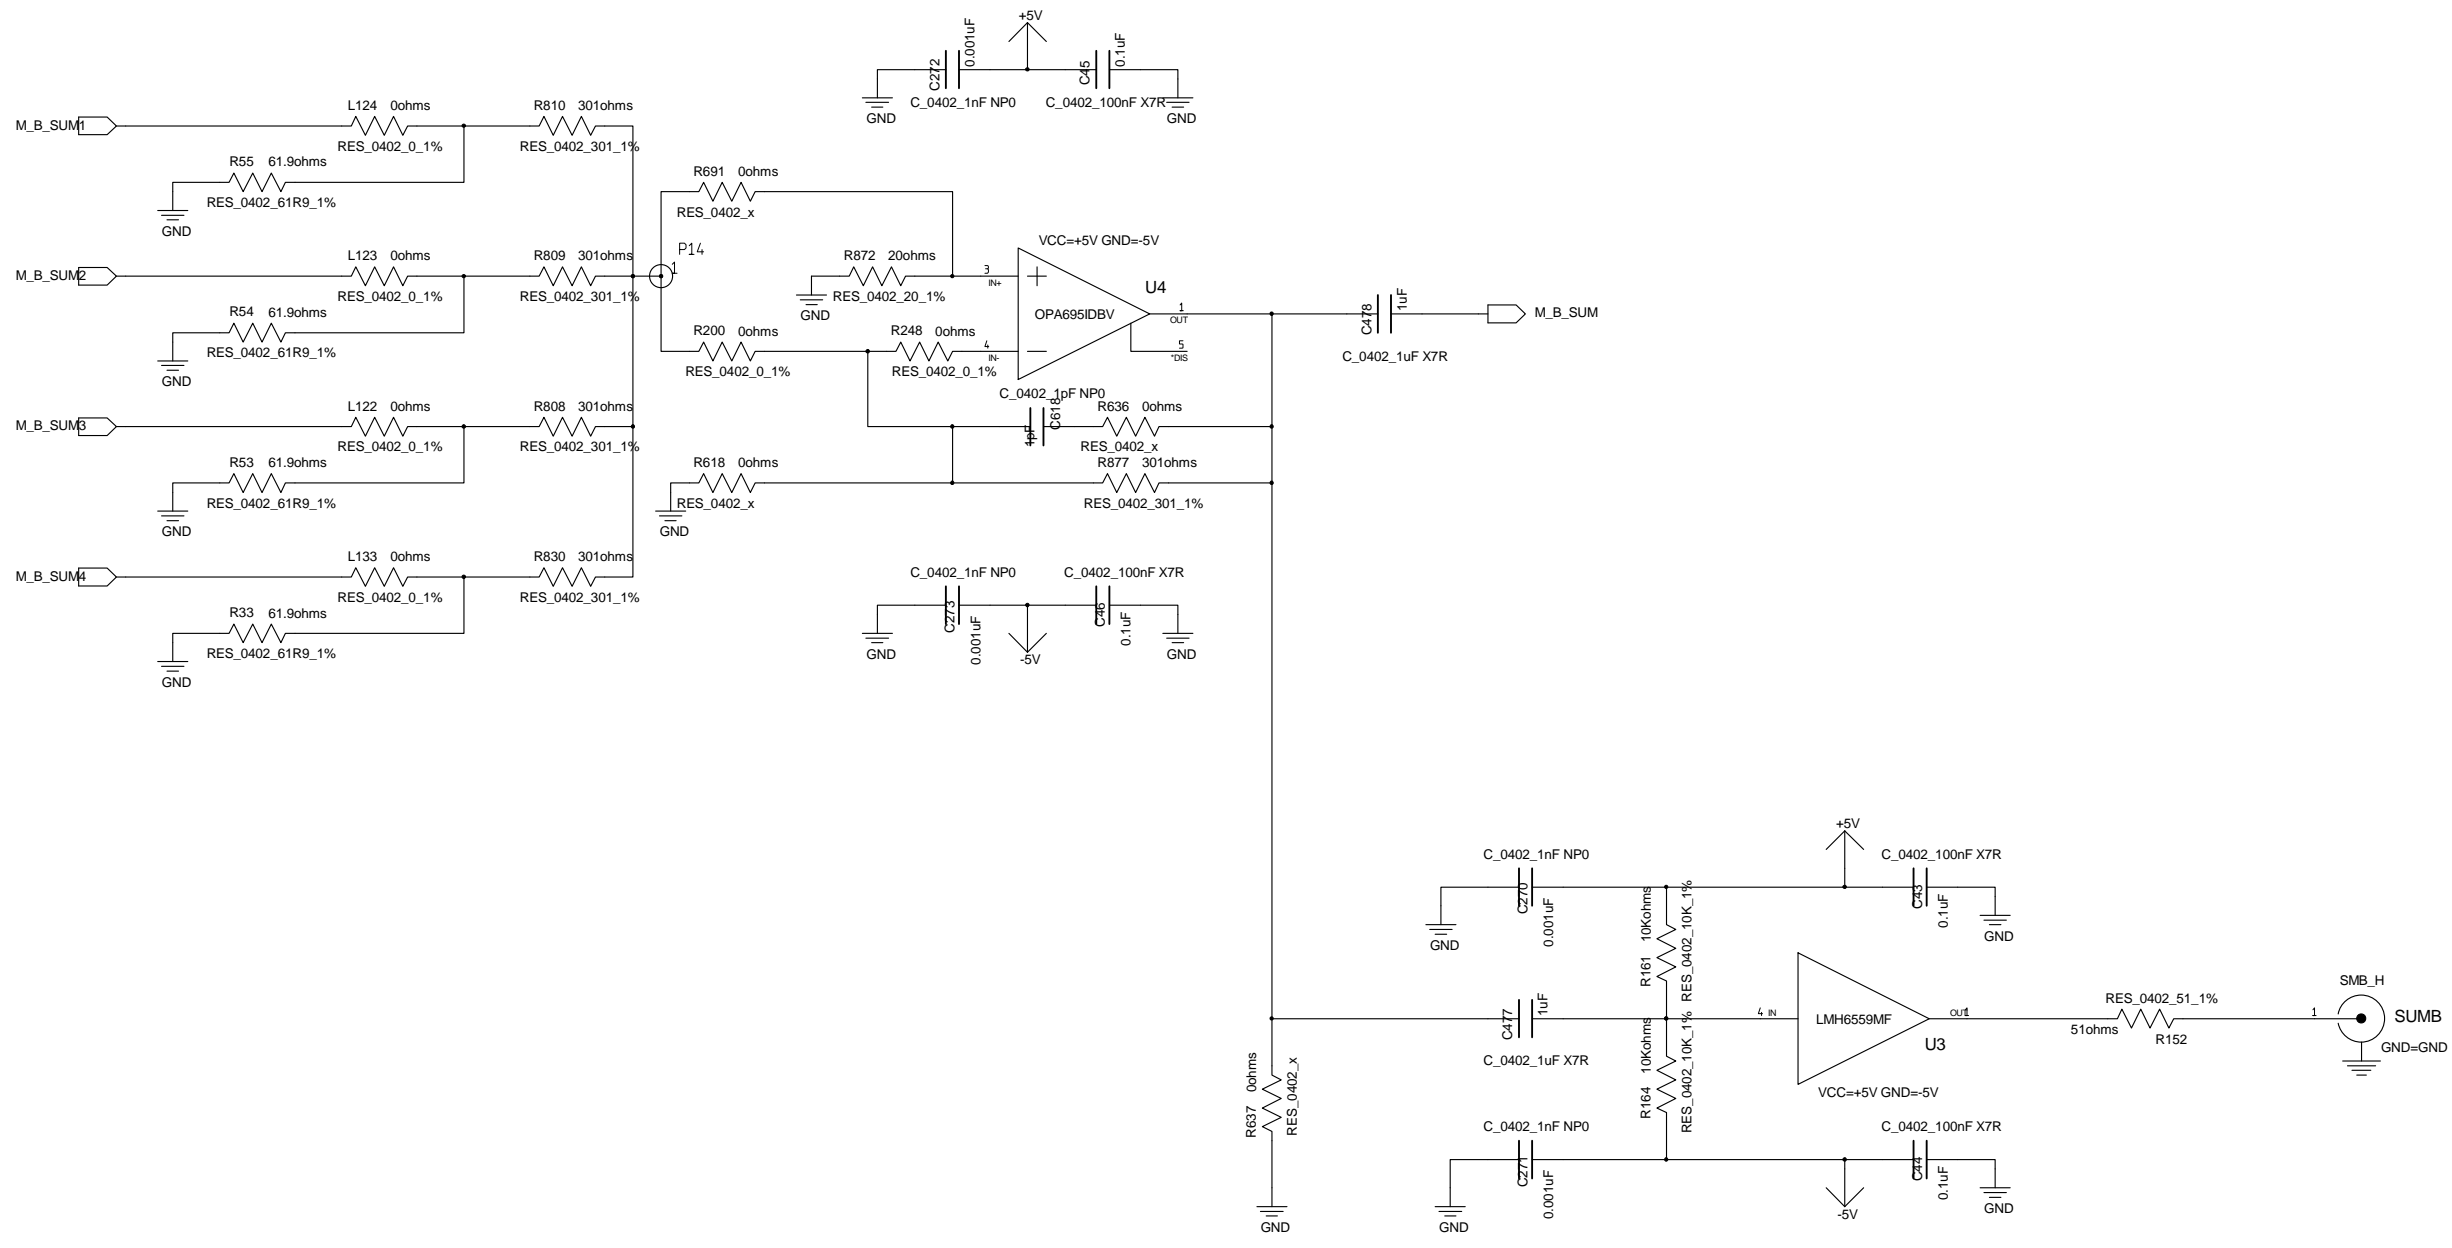 +5V
C272
0.001uF
C45
0.1uF
C_0402_1nF NP0
C_0402_100nF X7R
GND
GND
M_B_SUM1
L124 0ohms
RES_0402_0_1%
R810 301ohms
RES_0402_301_1%
R55 61.9ohms
RES_0402_61R9_1%
GND
R691 0ohms
RES_0402_x
P14
1
M_B_SUM2
L123 0ohms
RES_0402_0_1%
R809 301ohms
RES_0402_301_1%
R54 61.9ohms
RES_0402_61R9_1%
GND
R872 20ohms
RES_0402_20_1%
GND
VCC=+5V GND=-5V
3
IN+
U4
OPA695IDBV
1
OUT
4
IN-
5
*DIS
R200 0ohms
RES_0402_0_1%
R248 0ohms
RES_0402_0_1%
C478
1uF
C_0402_1uF X7R
M_B_SUM
M_B_SUM3
L122 0ohms
RES_0402_0_1%
R808 301ohms
RES_0402_301_1%
R53 61.9ohms
RES_0402_61R9_1%
GND
C_0402_1pF NP0
1pF
C618
R636 0ohms
RES_0402_x
R618 0ohms
RES_0402_x
GND
R877 301ohms
RES_0402_301_1%
M_B_SUM4
L133 0ohms
RES_0402_0_1%
R830 301ohms
RES_0402_301_1%
R33 61.9ohms
RES_0402_61R9_1%
GND
C_0402_1nF NP0
C_0402_100nF X7R
C273
0.001uF
C46
0.1uF
GND
-5V
GND
+5V
C_0402_1nF NP0
C_0402_100nF X7R
C270
0.001uF
C43
0.1uF
GND
GND
R161 10Kohms
RES_0402_10K_1%
C477
1uF
C_0402_1uF X7R
4 IN
LMH6559MF
OUT
1
U3
VCC=+5V GND=-5V
RES_0402_51_1%
51ohms
R152
SMB_H
1
SUMB
GND=GND
R164 10Kohms
RES_0402_10K_1%
R637 0ohms
RES_0402_x
GND
C_0402_1nF NP0
C_0402_100nF X7R
C271
0.001uF
C44
0.1uF
GND
-5V
GND